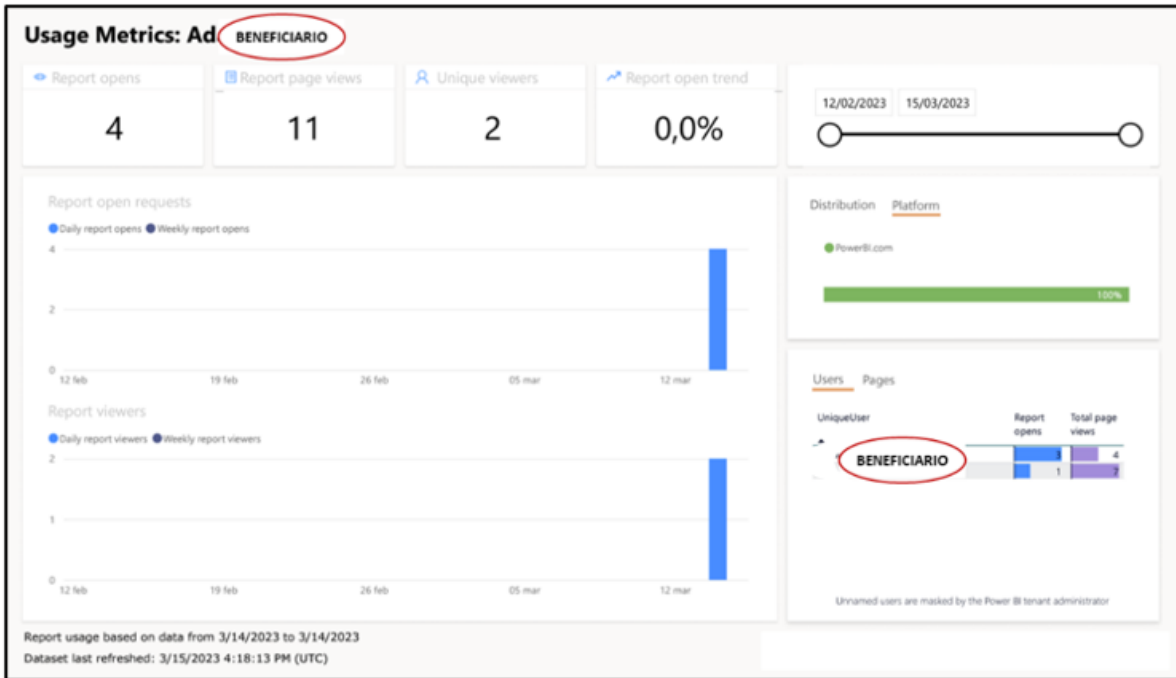 Usage Metrics: Ad BENEFICIARIO
Report opens
4
Report page views
11
Unique viewers
2
Report open trend
0,0%
12/02/2023 15/03/2023
Report open requests
Daily report opens Weekly report opens
4
2
0
12 feb 19 feb 26 feb 05 mar 12 mar
Report viewers
Daily report viewers Weekly report viewers
2
1
0
12 feb 19 feb 26 feb 05 mar 12 mar
Distribution Platform
PowerBI.com
100%
Users Pages
UniqueUser Report opens Total page views
BENEFICIARIO
3 4
1 7
Unnamed users are masked by the Power BI tenant administrator
Report usage based on data from 3/14/2023 to 3/14/2023
Dataset last refreshed: 3/15/2023 4:18:13 PM (UTC)